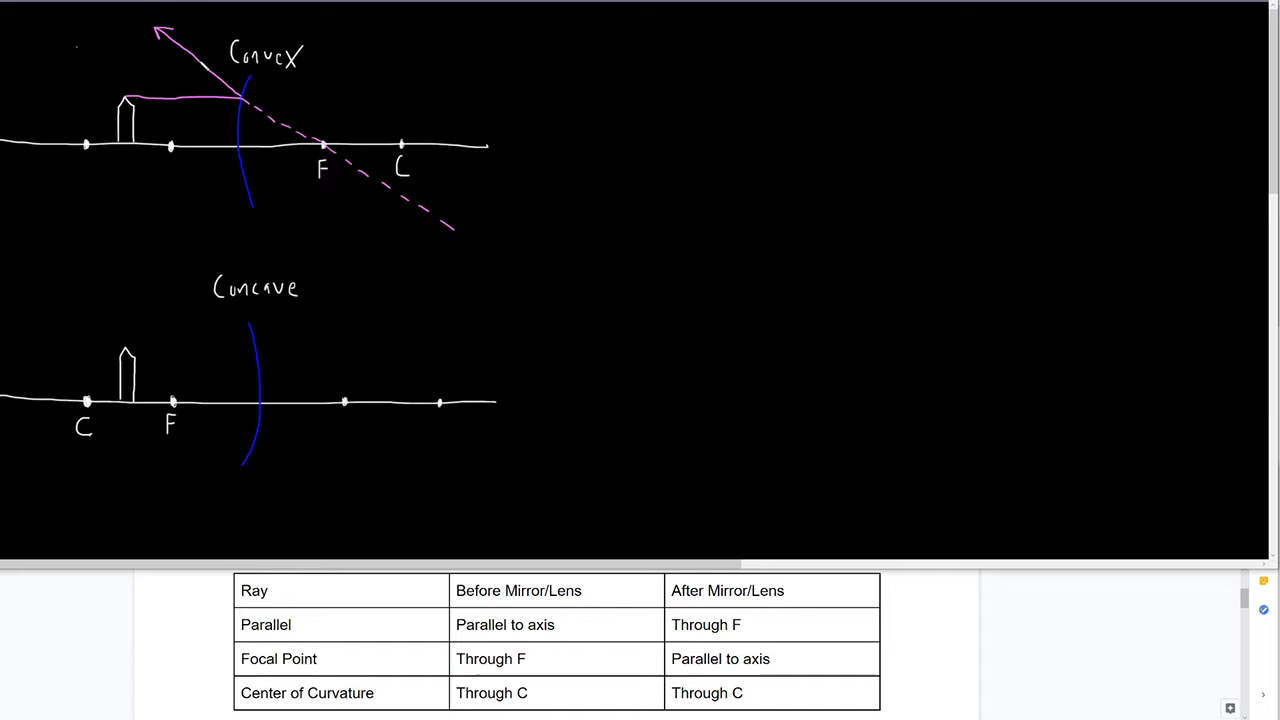 Convex
F C
Concave
C F
Ray Before Mirror/Lens After Mirror/Lens
Parallel Parallel to axis Through F
Focal Point Through F Parallel to axis
Center of Curvature Through C Through C